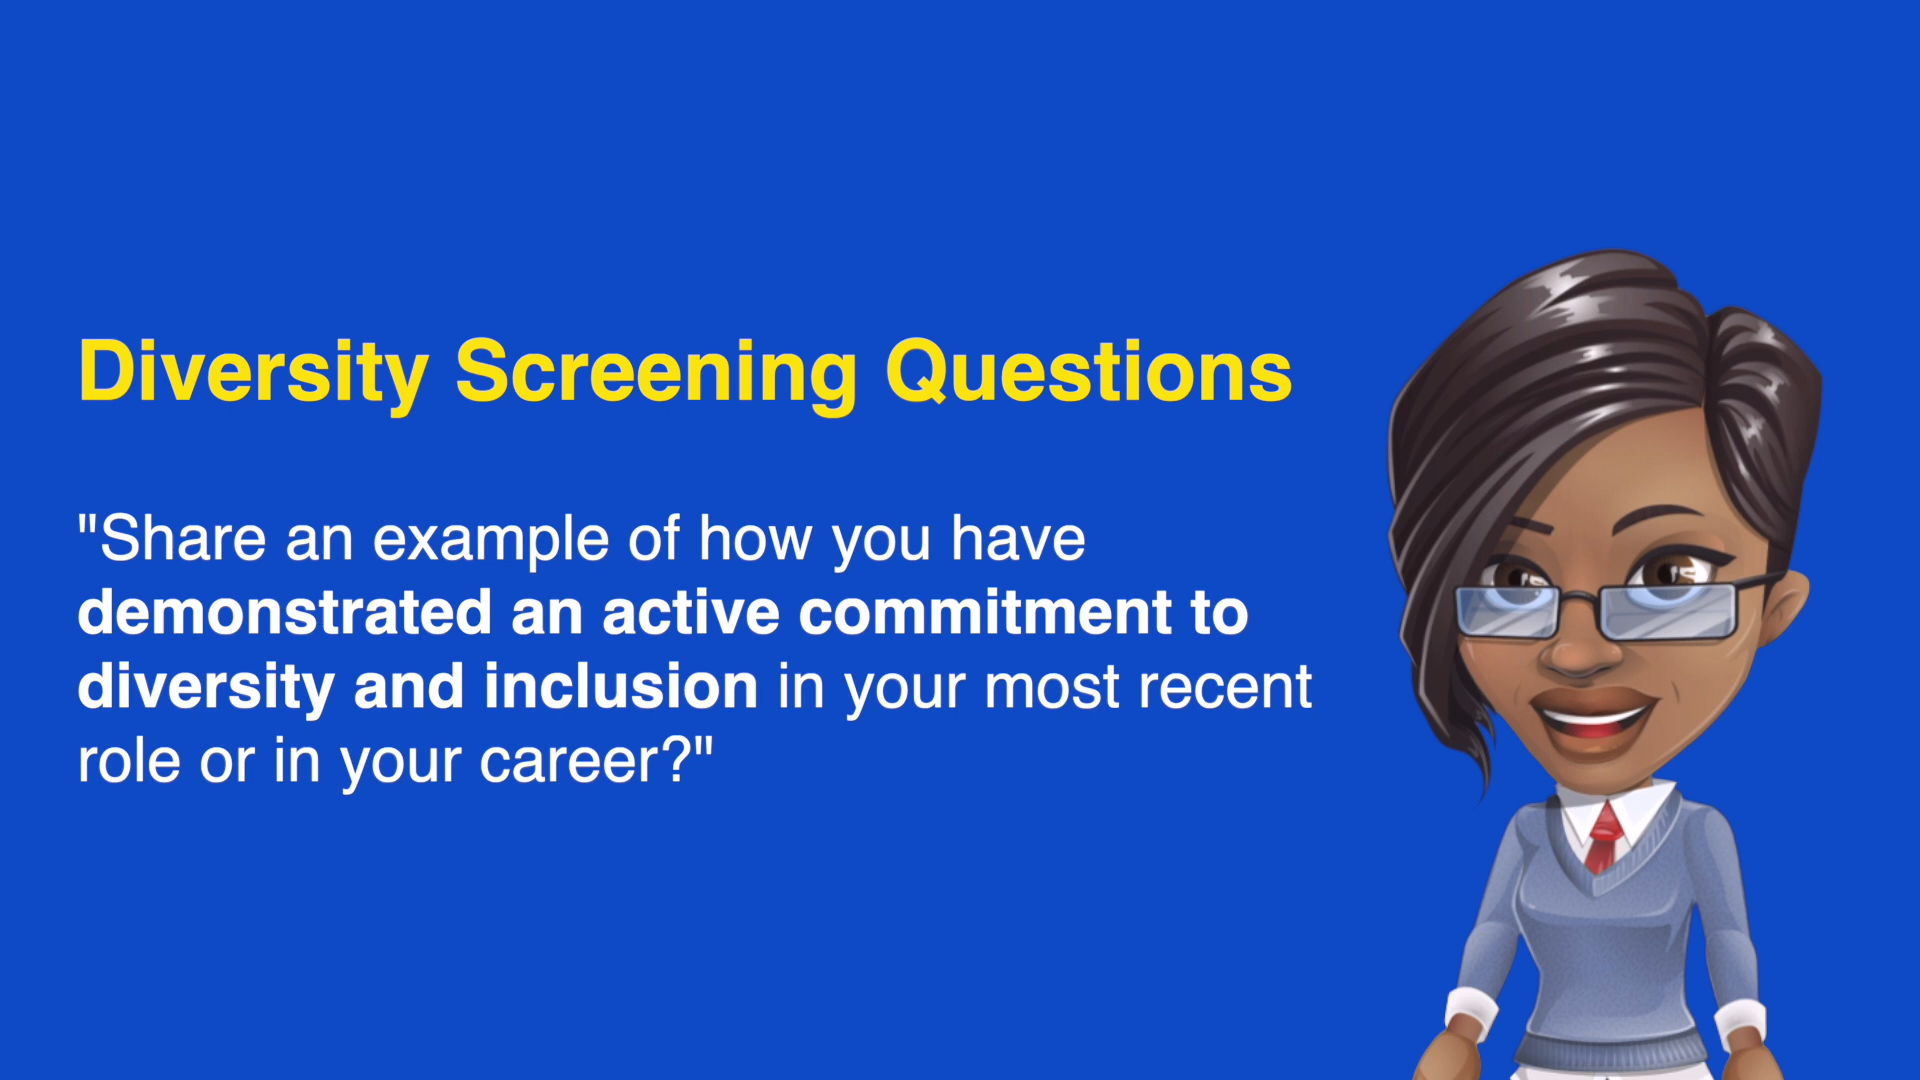 Diversity Screening Questions
"Share an example of how you have
demonstrated an active commitment to
diversity and inclusion in your most recent
role or in your career?"